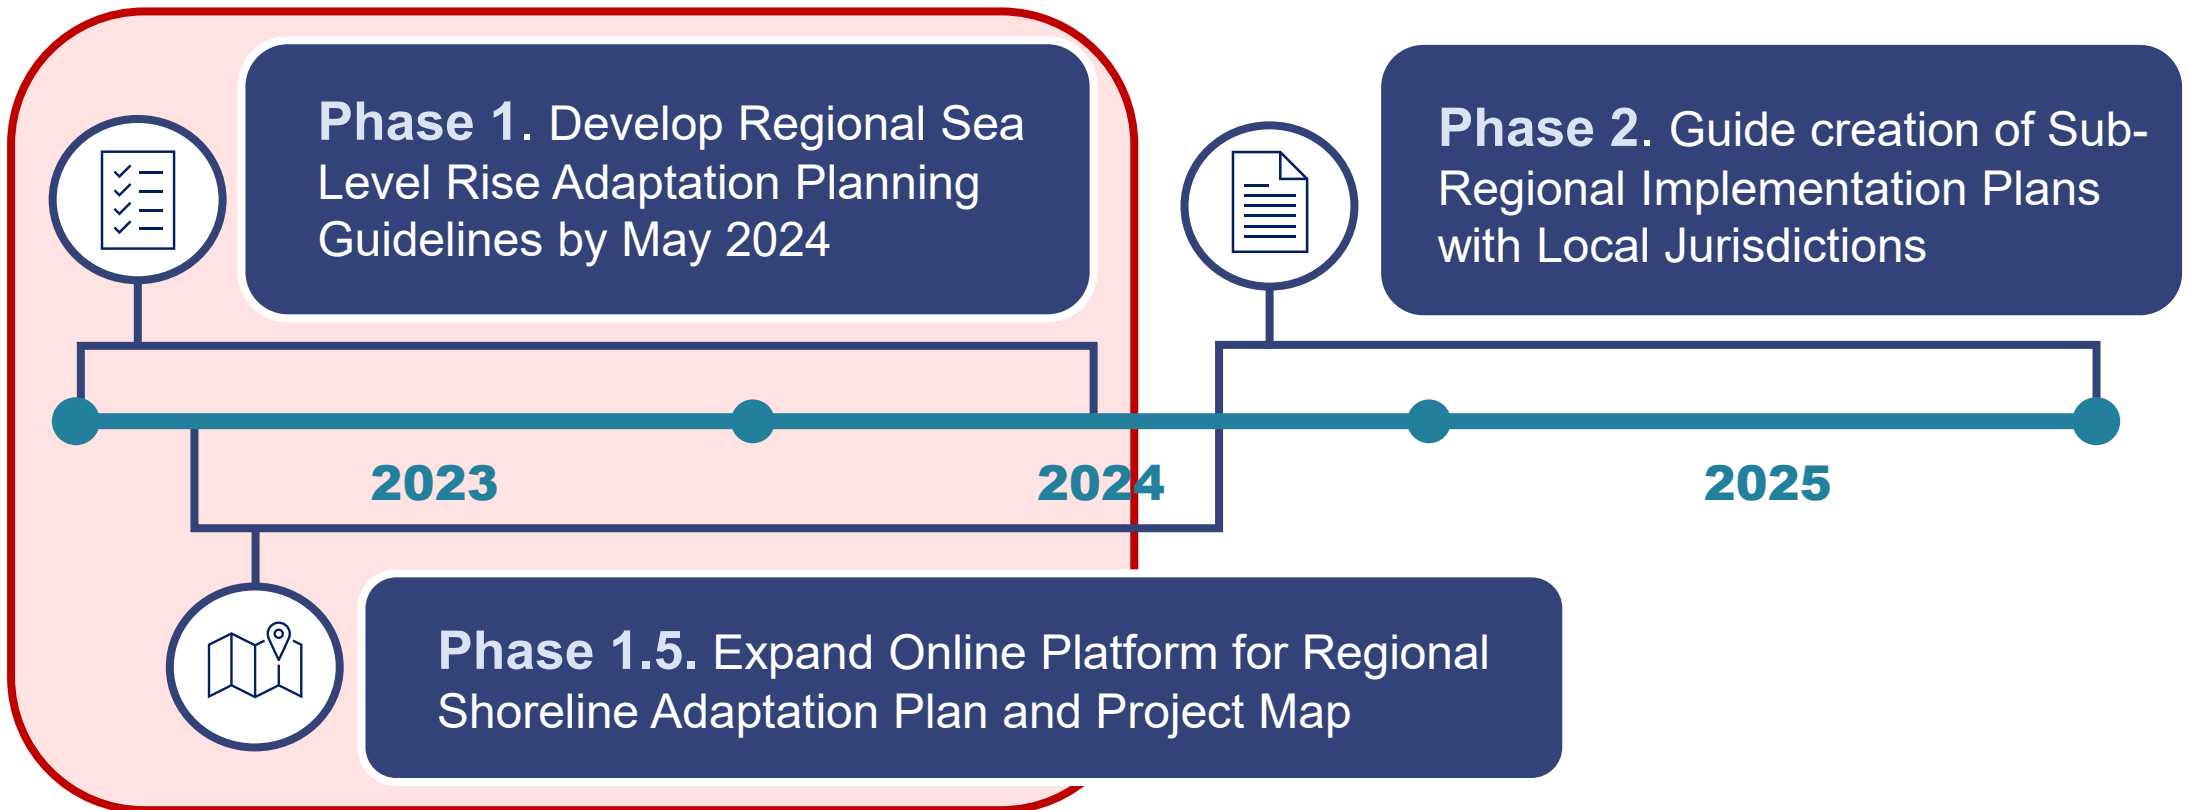 Phase 1. Develop Regional Sea
Level Rise Adaptation Planning
Guidelines by May 2024
Phase 2. Guide creation of Sub-
Regional Implementation Plans
with Local Jurisdictions
2023
2024
2025
Phase 1.5. Expand Online Platform for Regional
Shoreline Adaptation Plan and Project Map